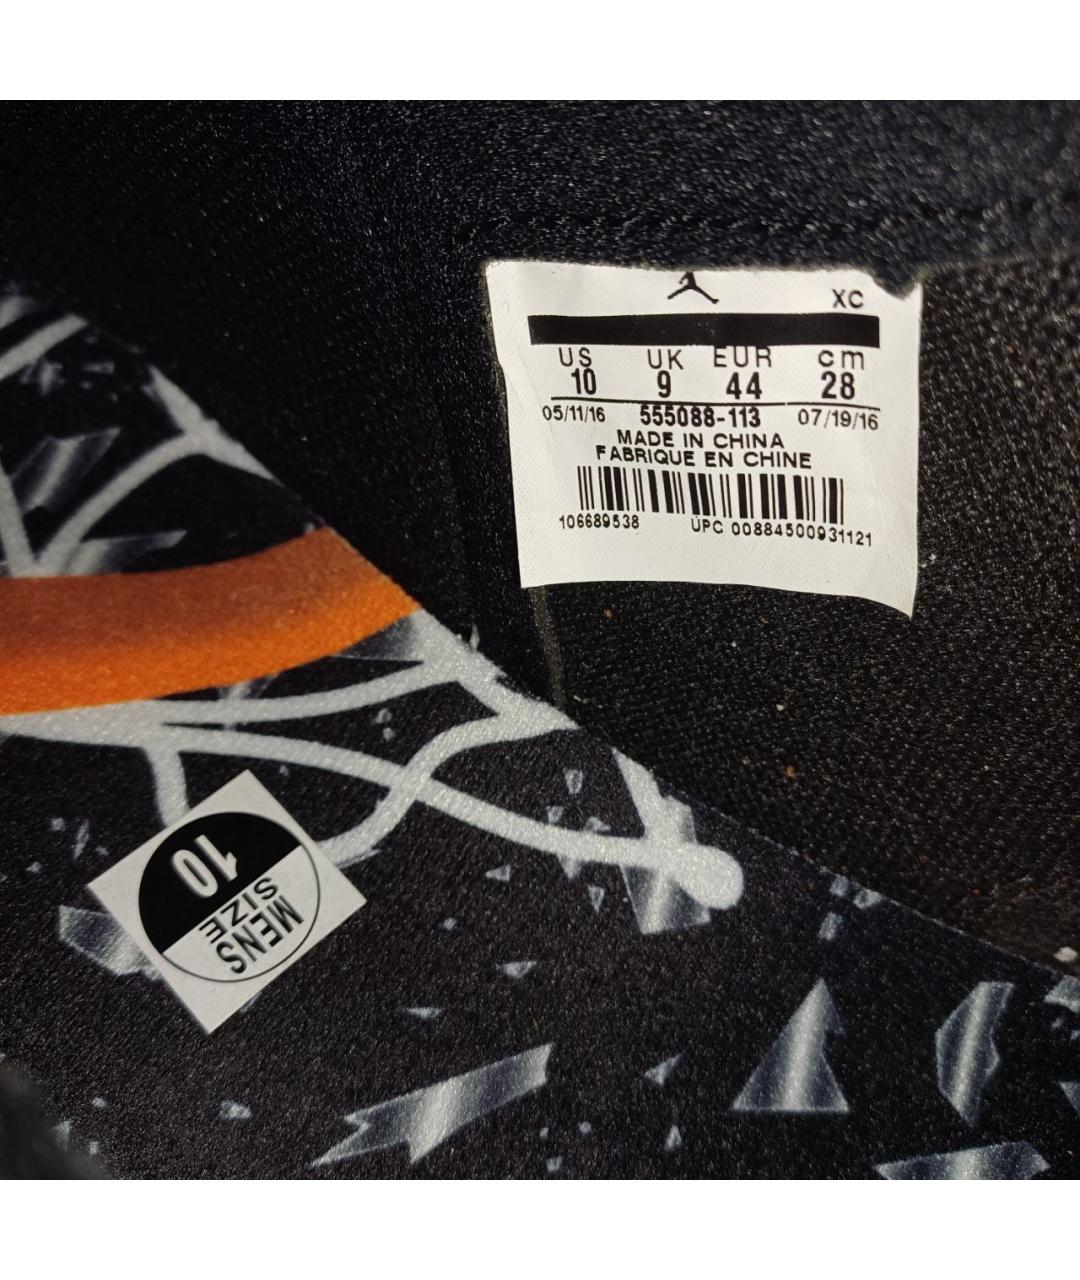 XC
US UK EUR cm
10 9 44 28
05/11/16 555088-113 07/19/16
MADE IN CHINA
FABRIQUE EN CHINE
106689538 UPC 00884500931121
10
MENS
SIZE